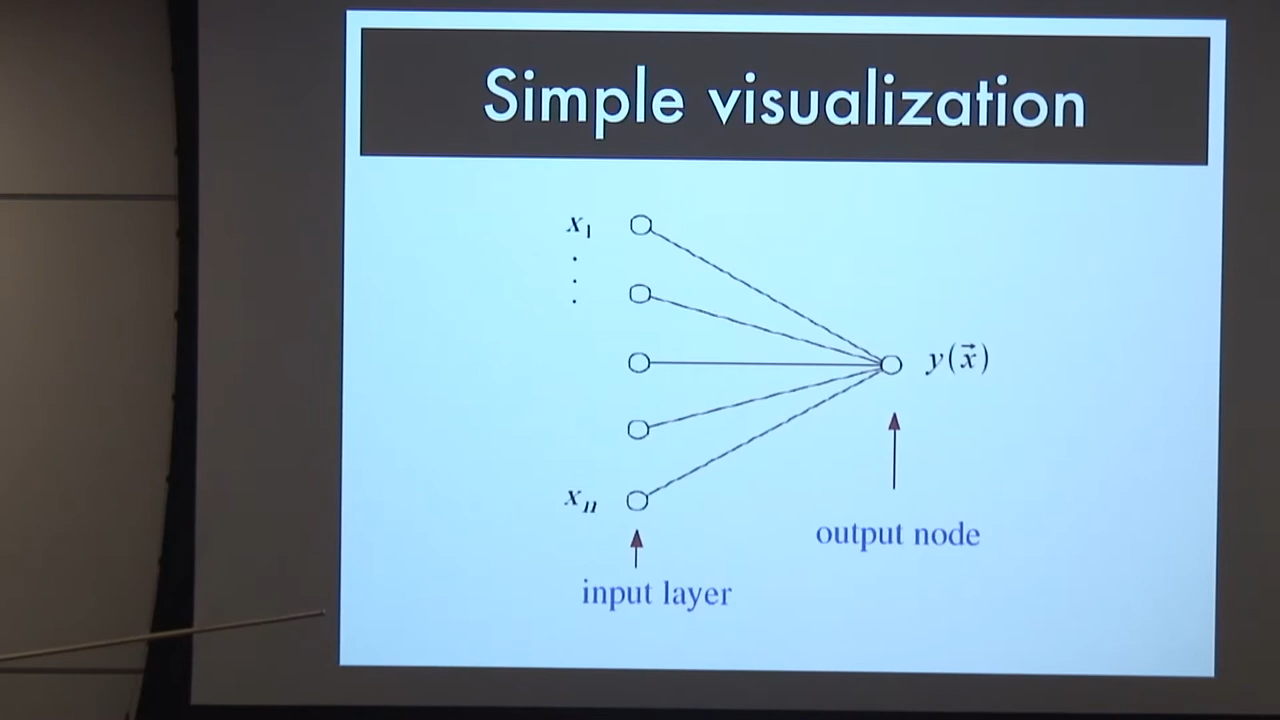 Simple visualization
x₁
.
.
.
y(x⃗)
xₙ
output node
input layer